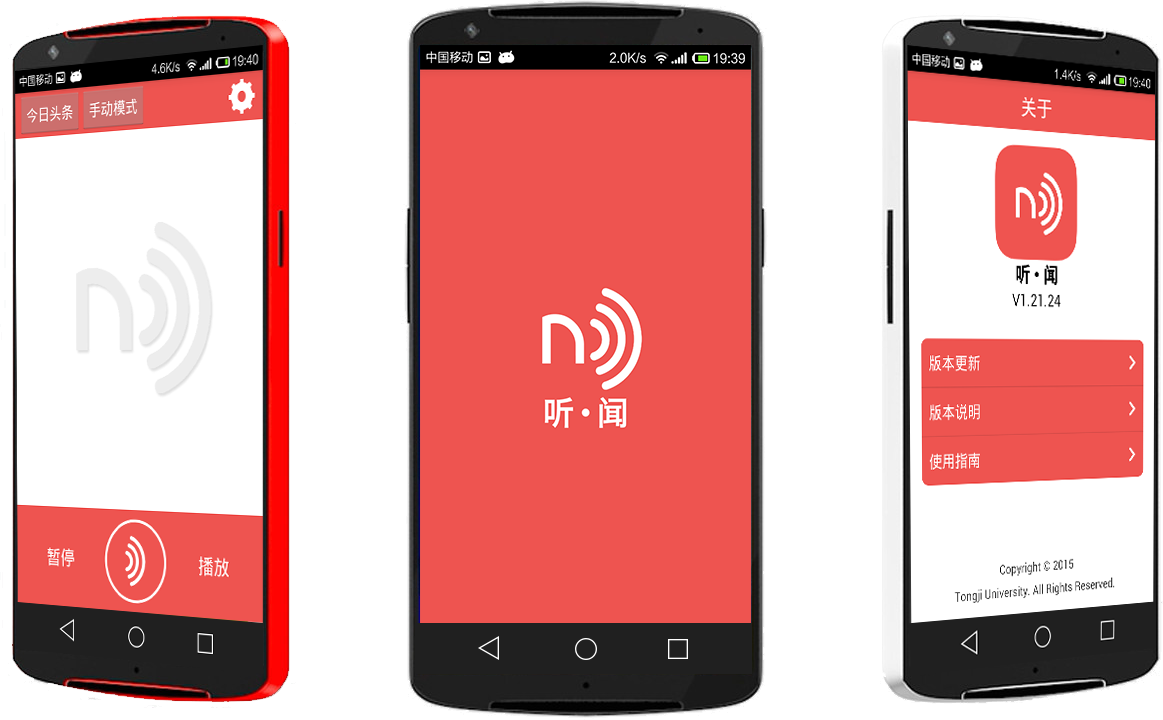 中国移动 4.6K/s 19:40
今日头条 手动模式
n
暂停 播放
中国移动 2.0K/s 19:39
n
听·闻
中国移动 1.4K/s 19:40
关于
n
听·闻
V1.21.24
版本更新
版本说明
使用指南
Copyright © 2015
Tongji University. All Rights Reserved.